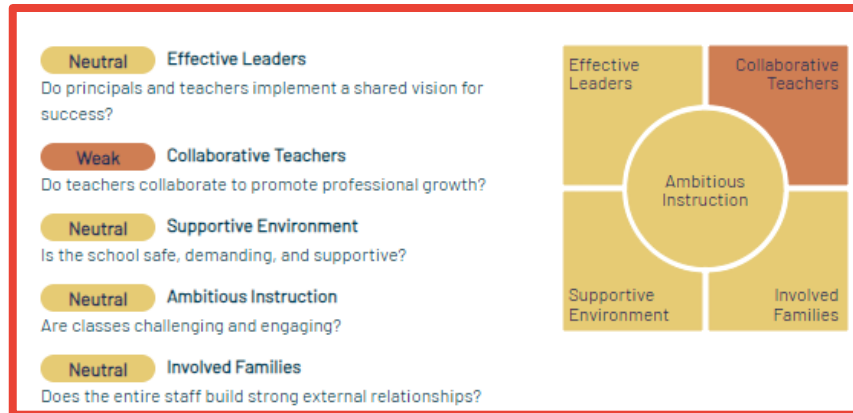 Neutral Effective Leaders
Do principals and teachers implement a shared vision for
success?
Weak Collaborative Teachers
Do teachers collaborate to promote professional growth?
Neutral Supportive Environment
Is the school safe, demanding, and supportive?
Neutral Ambitious Instruction
Are classes challenging and engaging?
Neutral Involved Families
Does the entire staff build strong external relationships?
Effective
Leaders
Collaborative
Teachers
Ambitious
Instruction
Supportive
Environment
Involved
Families